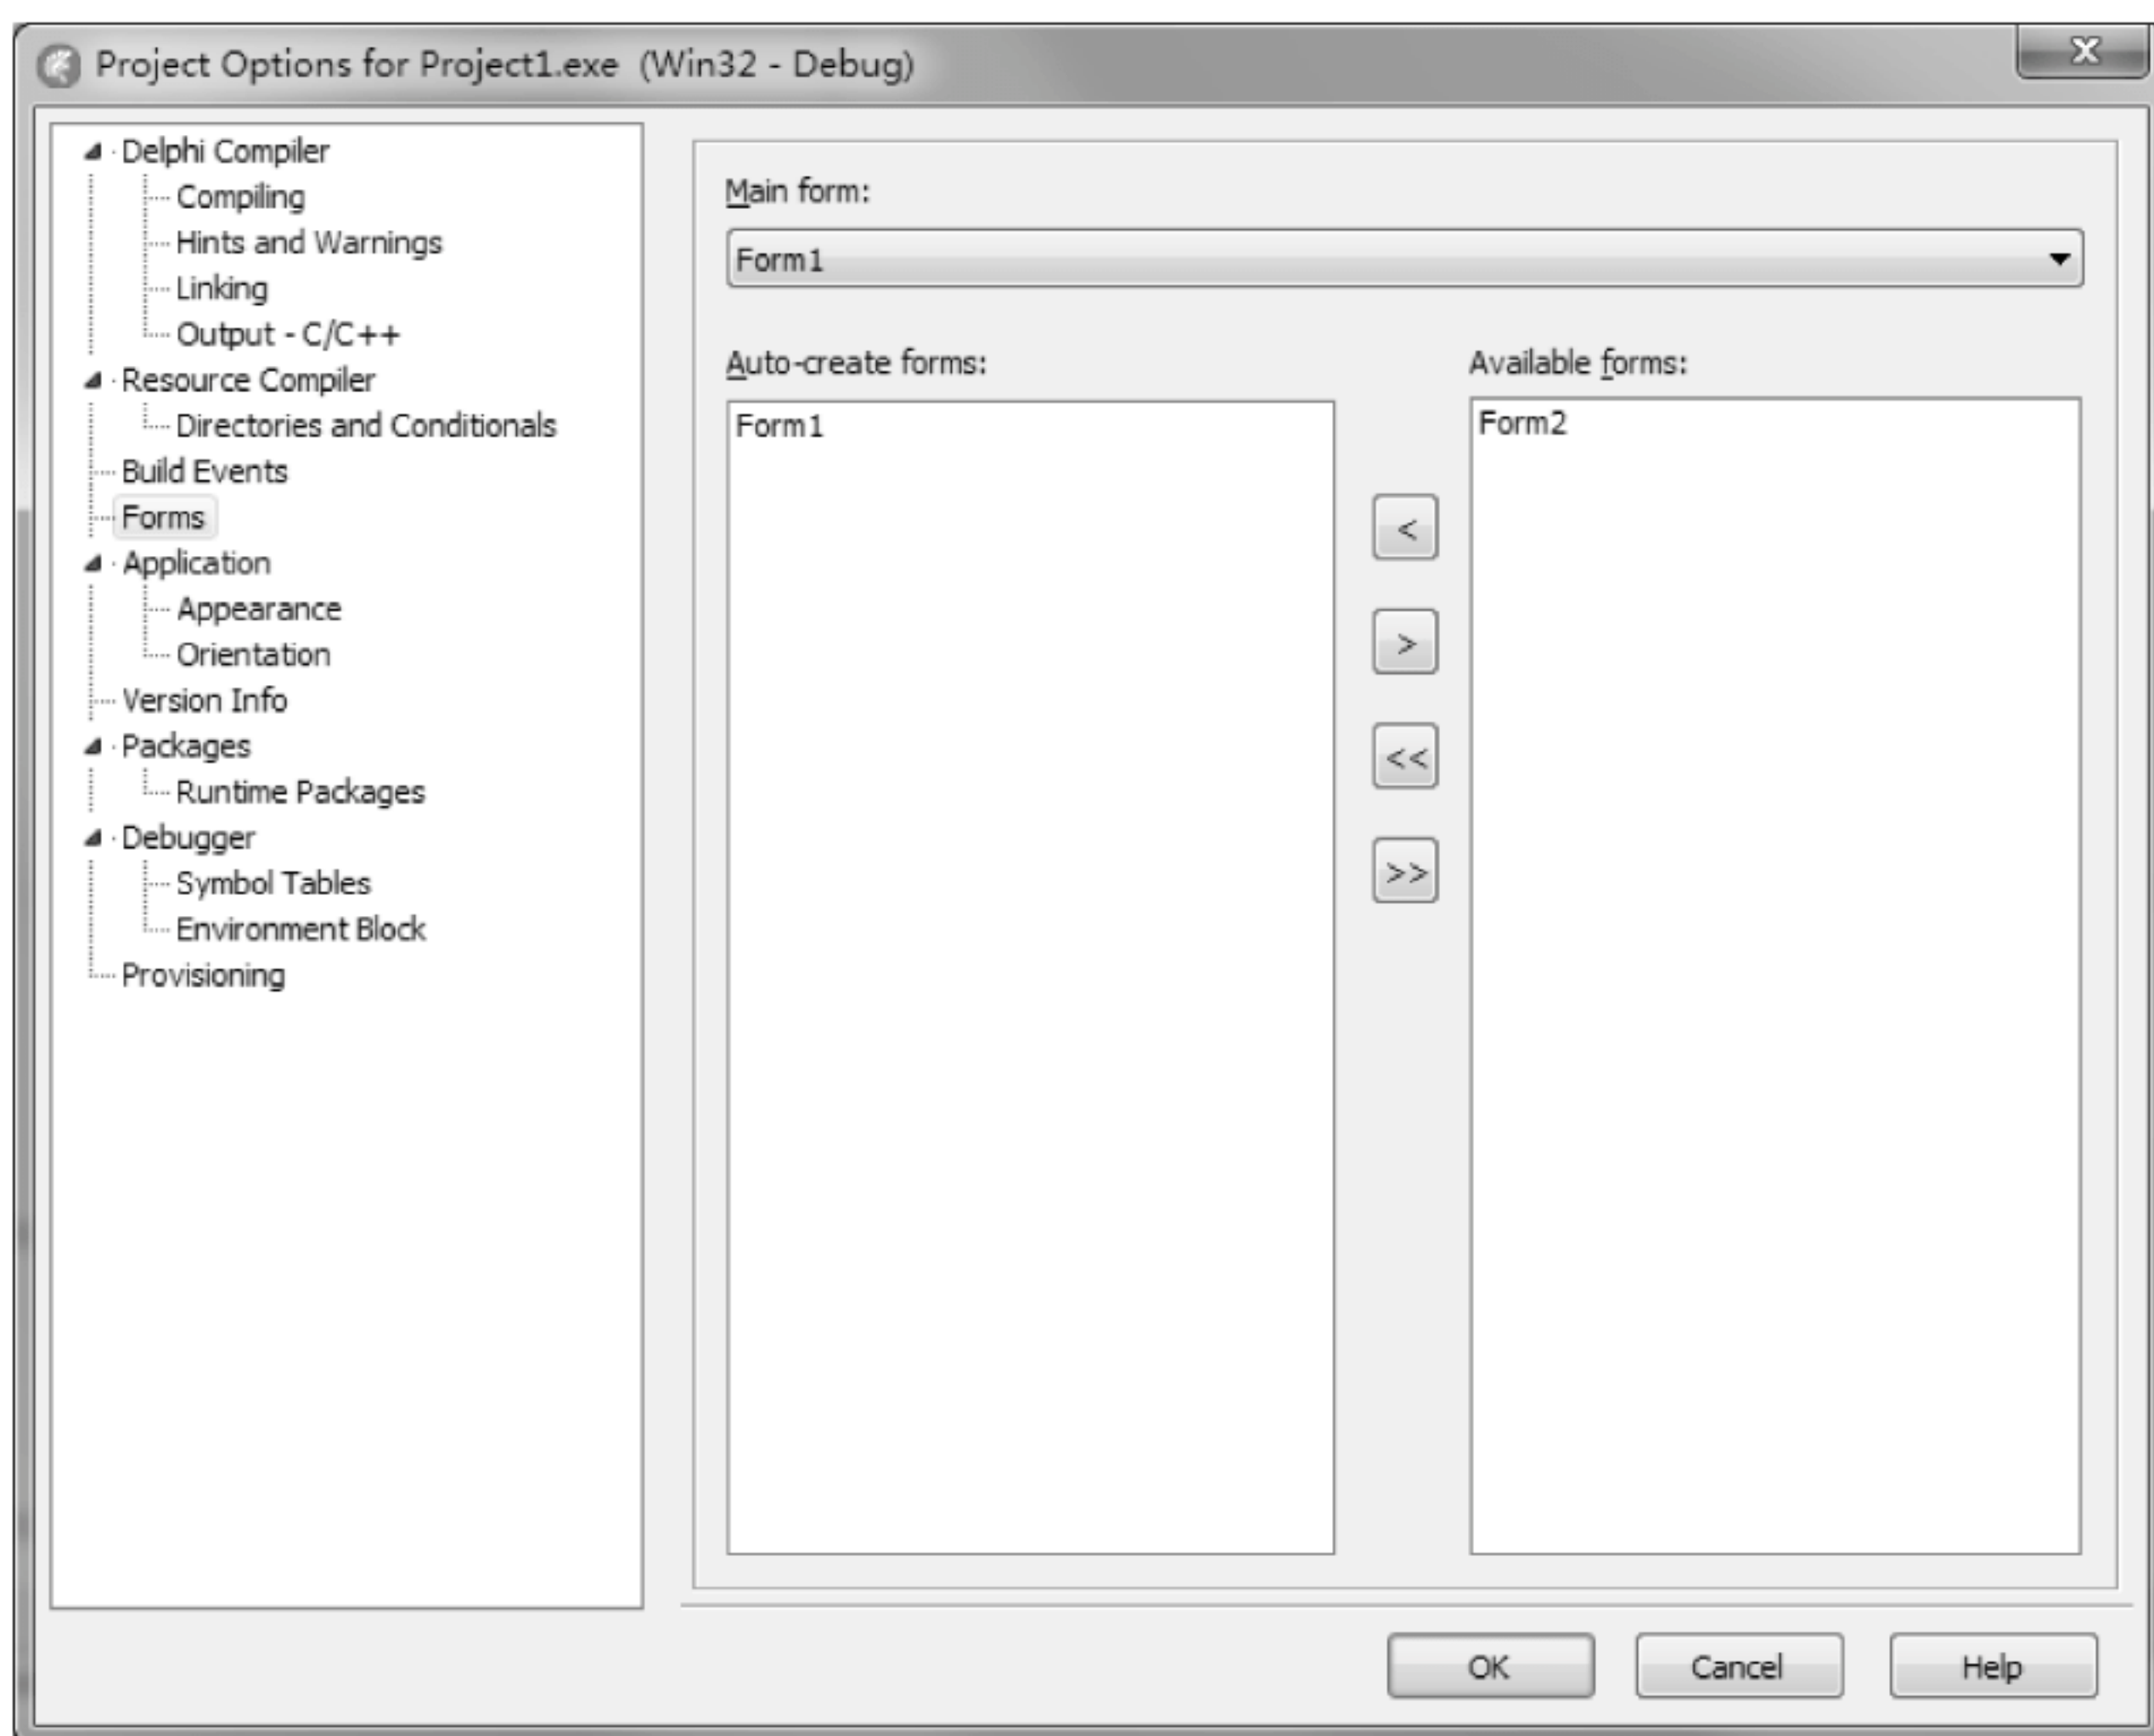 Project Options for Project1.exe (Win32 - Debug)
Delphi Compiler
Compiling
Hints and Warnings
Linking
Output - C/C++
Resource Compiler
Directories and Conditionals
Build Events
Forms
Application
Appearance
Orientation
Version Info
Packages
Runtime Packages
Debugger
Symbol Tables
Environment Block
Provisioning
Main form:
Form1
Auto-create forms:
Form1
<
>
<<
>>
Available forms:
Form2
OK
Cancel
Help